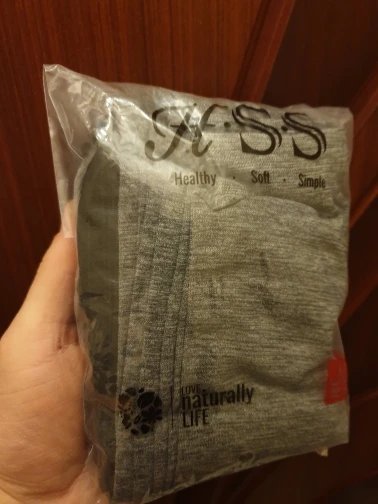 H·S·S
Healthy · Soft · Simple
LOVE
naturally
LIFE